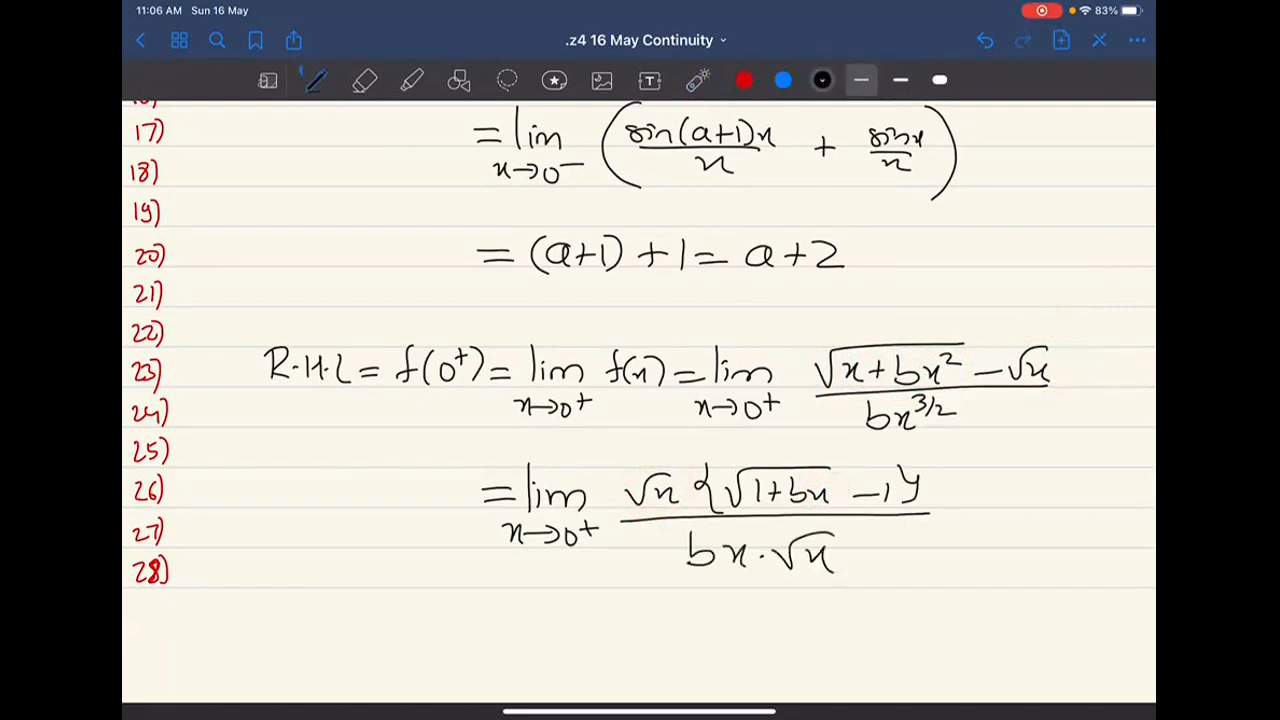 11:06 AM Sun 16 May 83%
.z4 16 May Continuity
17) = lim x→0⁻ ( sin(a+1)x / x + sinx / x )
18)
19)
20) = (a+1) + 1 = a+2
21)
22)
23) R.H.L = f(0⁺) = lim x→0⁺ f(x) = lim x→0⁺ (√(x+bx²) − √x) / bx^(3/2)
24)
25)
26) = lim x→0⁺ √x {√(1+bx) − 1} / bx·√x
27)
28)